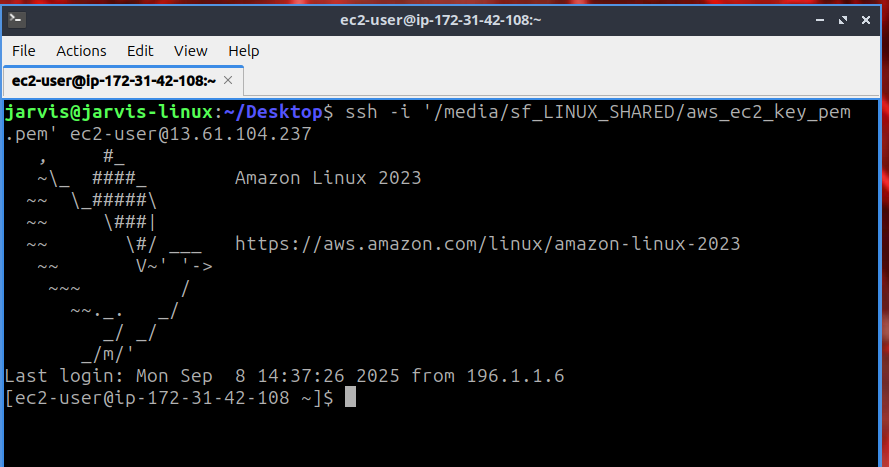 ec2-user@ip-172-31-42-108:~
File Actions Edit View Help
ec2-user@ip-172-31-42-108:~ ×
jarvis@jarvis-linux:~/Desktop$ ssh -i '/media/sf_LINUX_SHARED/aws_ec2_key_pem
.pem' ec2-user@13.61.104.237
   ,     #_
   ~\_  ####_        Amazon Linux 2023
  ~~  \_#####\
  ~~     \###|
  ~~       \#/ ___   https://aws.amazon.com/linux/amazon-linux-2023
   ~~       V~' '->
    ~~~         /
      ~~._.   _/
         _/ _/
       _/m/'
Last login: Mon Sep  8 14:37:26 2025 from 196.1.1.6
[ec2-user@ip-172-31-42-108 ~]$